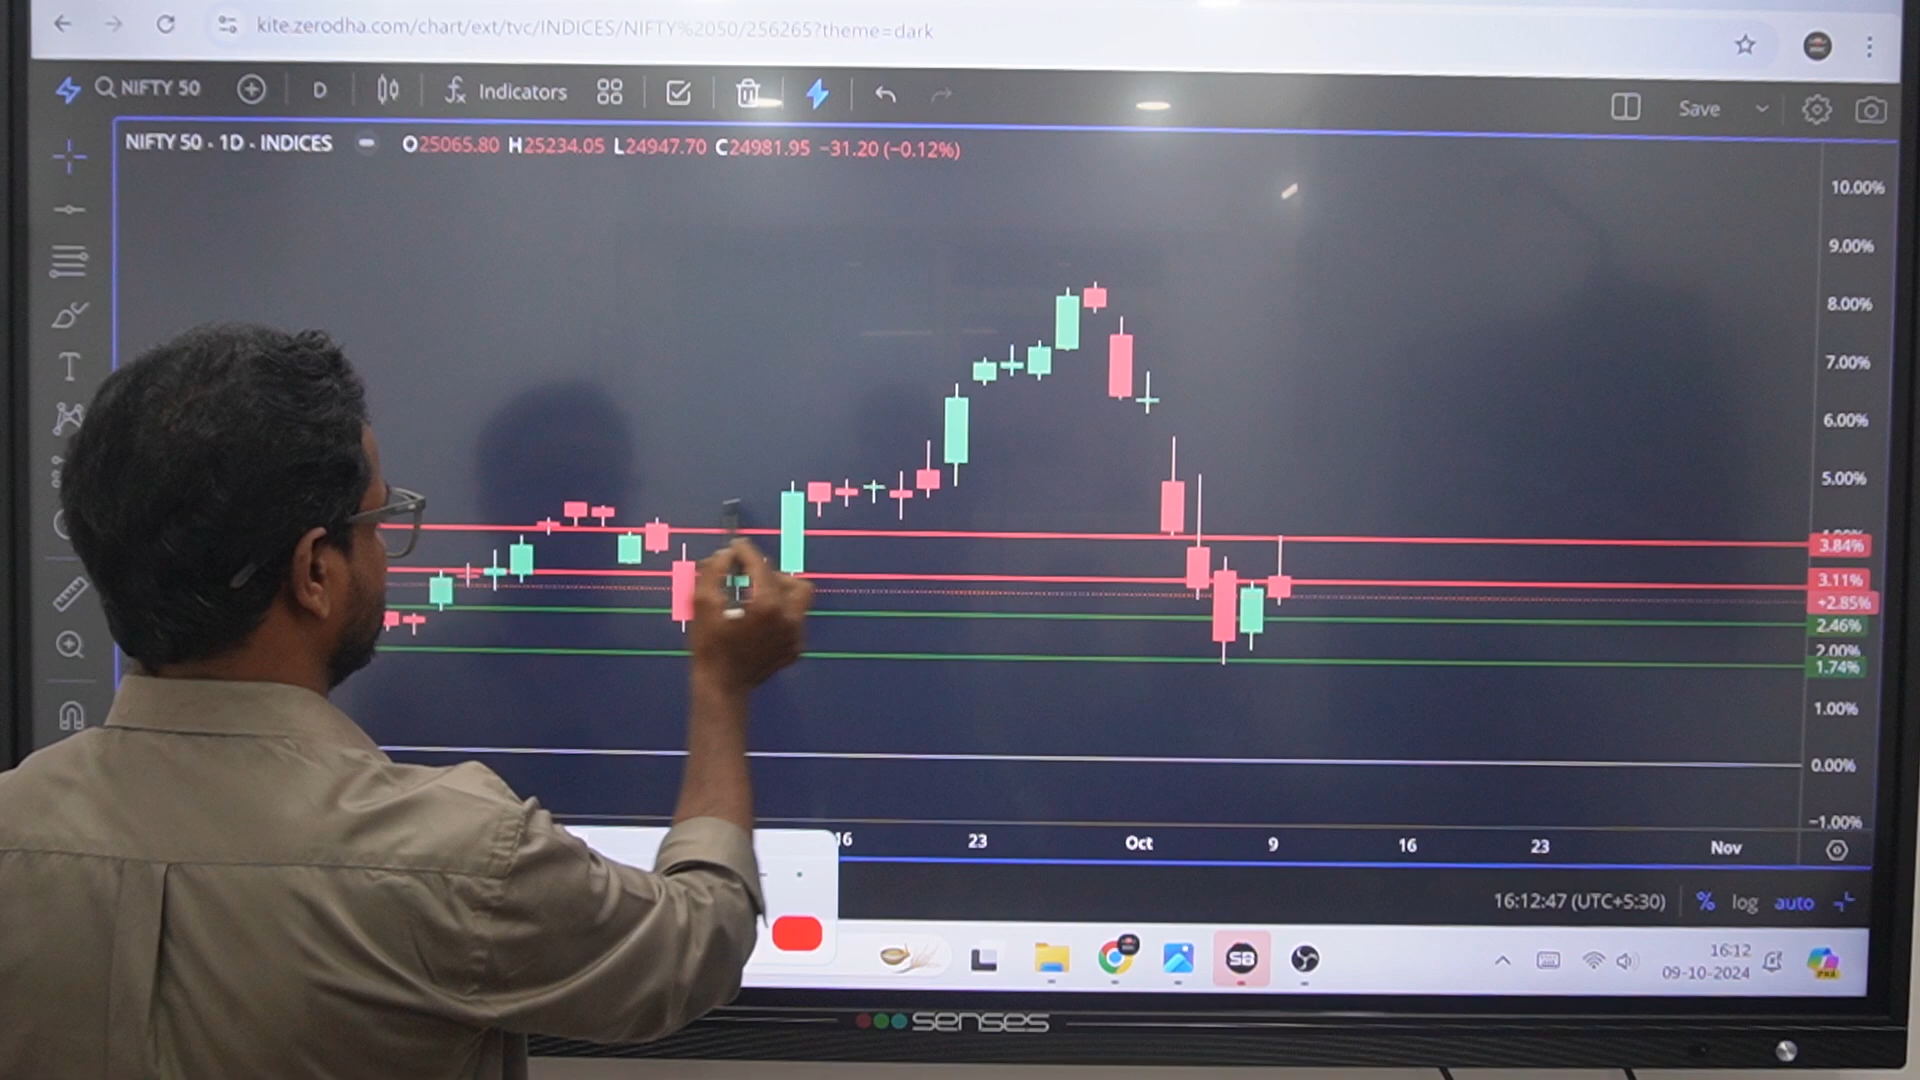 kite.zerodha.com/chart/ext/tvc/INDICES/NIFTY%2050/256265?theme=dark
NIFTY 50 D Indicators Save
NIFTY 50 · 1D · INDICES O25065.80 H25234.05 L24947.70 C24981.95 −31.20 (−0.12%)
10.00%
9.00%
8.00%
7.00%
6.00%
5.00%
3.84%
3.11%
+2.85%
2.46%
2.00%
1.74%
1.00%
0.00%
−1.00%
16 23 Oct 9 16 23 Nov
16:12:47 (UTC+5:30) % log auto
SB
16:12
09-10-2024
senses